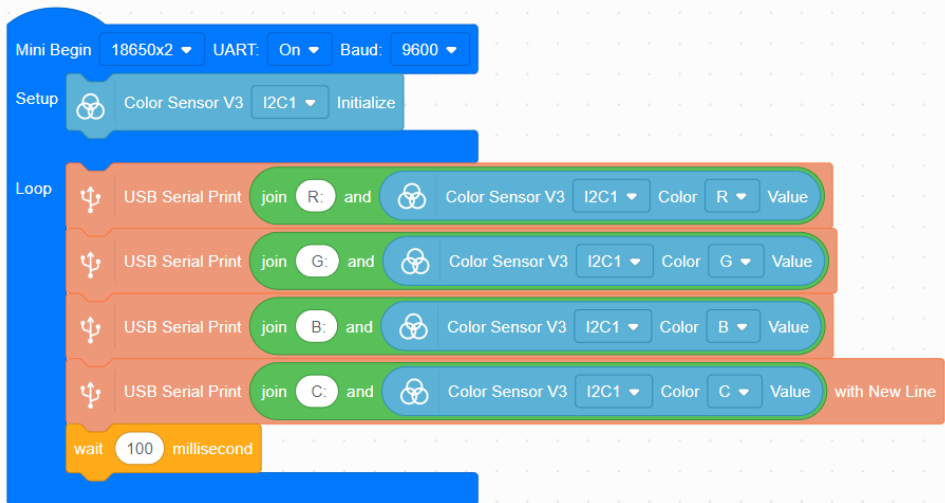 Mini Begin 18650x2 UART: On Baud: 9600
Setup Color Sensor V3 I2C1 Initialize
Loop USB Serial Print join R: and Color Sensor V3 I2C1 Color R Value
USB Serial Print join G: and Color Sensor V3 I2C1 Color G Value
USB Serial Print join B: and Color Sensor V3 I2C1 Color B Value
USB Serial Print join C: and Color Sensor V3 I2C1 Color C Value with New Line
wait 100 millisecond